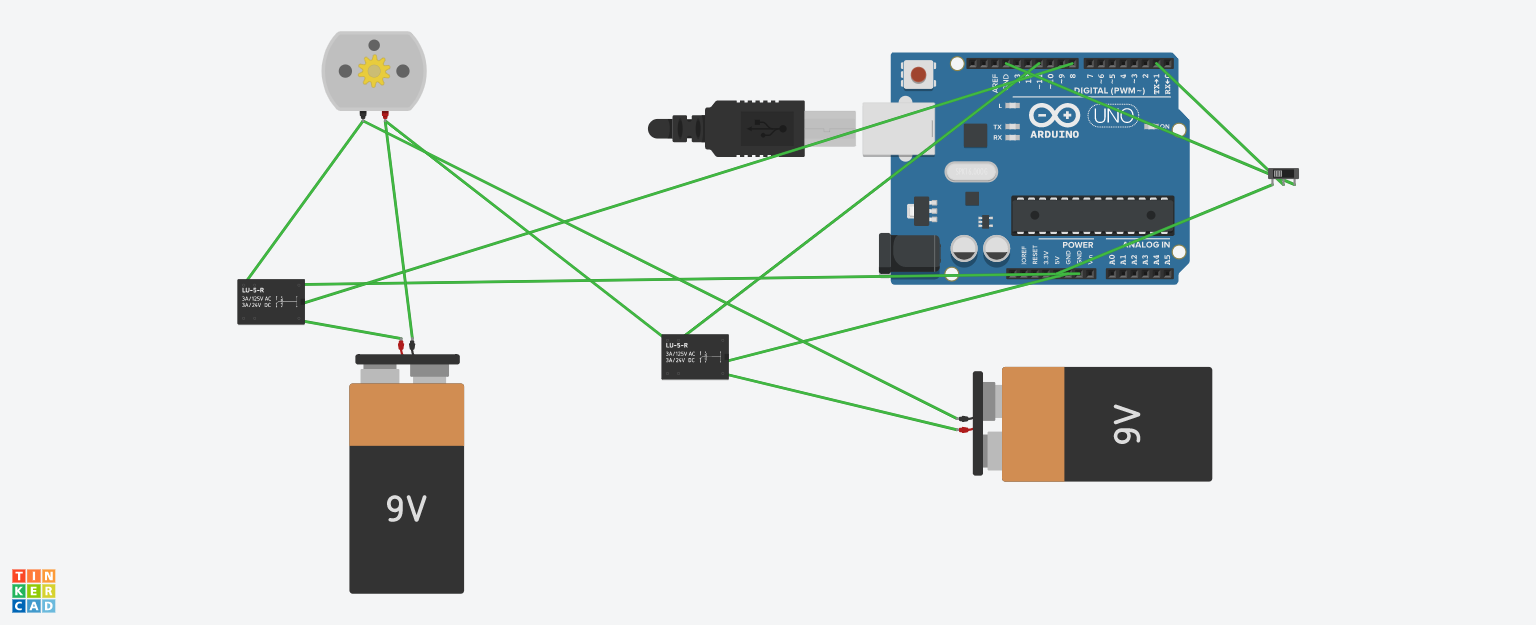 AREF
GND
13
12
~11
~10
~9
8
7
~6
~5
4
~3
2
TX→1
RX←0
DIGITAL (PWM~)
L
TX
RX
ARDUINO
UNO
ON
IOREF
RESET
3.3V
5V
GND
GND
Vin
POWER
ANALOG IN
A0
A1
A2
A3
A4
A5
LU-5-R
3A/125V AC
3A/24V DC
LU-5-R
3A/125V AC
3A/24V DC
9V
9V
TIN
KER
CAD